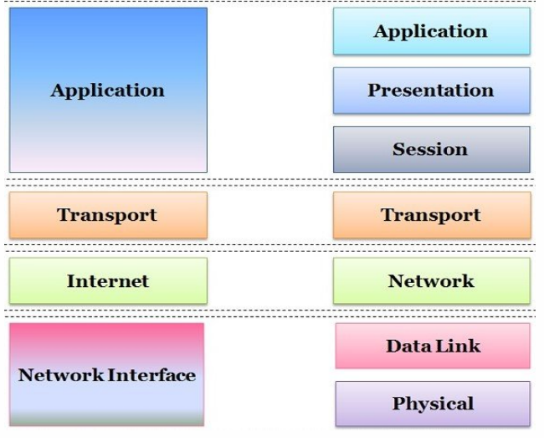 Application
Application
Presentation
Session
Transport
Transport
Internet
Network
Network Interface
Data Link
Physical